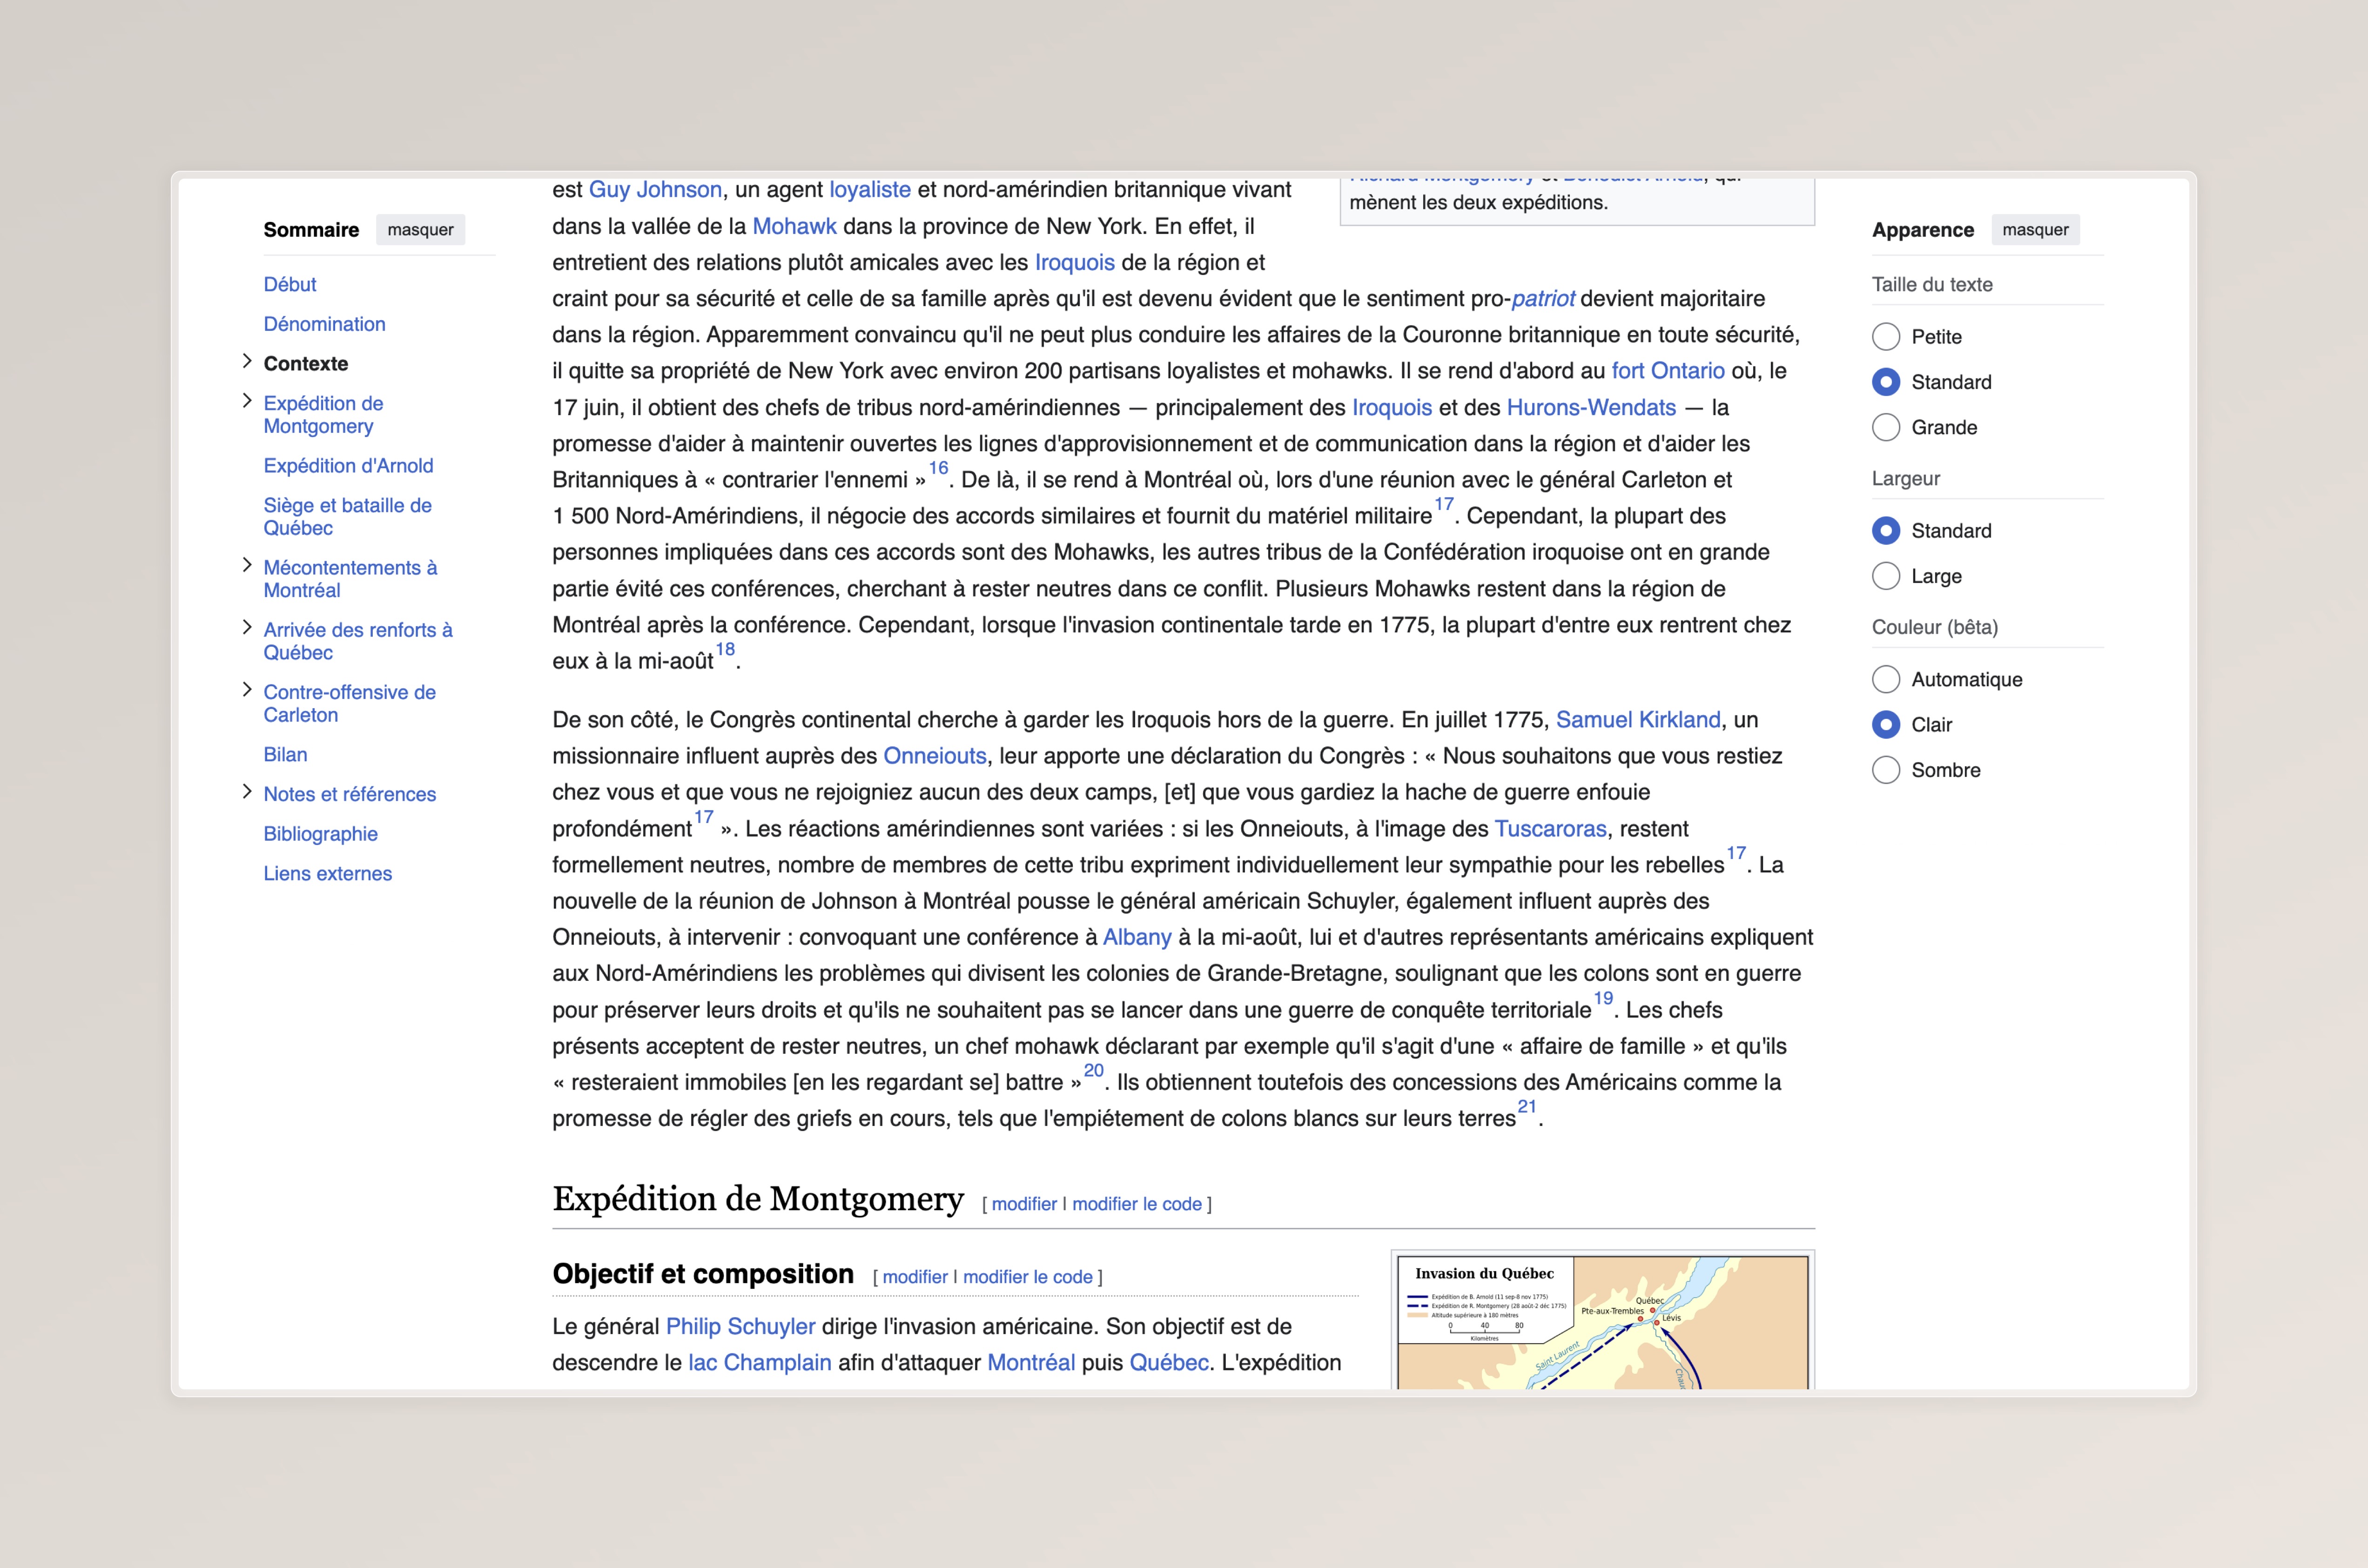 Sommaire masquer
Début
Dénomination
Contexte
Expédition de
Montgomery
Expédition d'Arnold
Siège et bataille de
Québec
Mécontentements à
Montréal
Arrivée des renforts à
Québec
Contre-offensive de
Carleton
Bilan
Notes et références
Bibliographie
Liens externes
est Guy Johnson, un agent loyaliste et nord-amérindien britannique vivant
dans la vallée de la Mohawk dans la province de New York. En effet, il
entretient des relations plutôt amicales avec les Iroquois de la région et
craint pour sa sécurité et celle de sa famille après qu'il est devenu évident que le sentiment pro-patriot devient majoritaire
dans la région. Apparemment convaincu qu'il ne peut plus conduire les affaires de la Couronne britannique en toute sécurité,
il quitte sa propriété de New York avec environ 200 partisans loyalistes et mohawks. Il se rend d'abord au fort Ontario où, le
17 juin, il obtient des chefs de tribus nord-amérindiennes — principalement des Iroquois et des Hurons-Wendats — la
promesse d'aider à maintenir ouvertes les lignes d'approvisionnement et de communication dans la région et d'aider les
Britanniques à « contrarier l'ennemi »16. De là, il se rend à Montréal où, lors d'une réunion avec le général Carleton et
1 500 Nord-Amérindiens, il négocie des accords similaires et fournit du matériel militaire17. Cependant, la plupart des
personnes impliquées dans ces accords sont des Mohawks, les autres tribus de la Confédération iroquoise ont en grande
partie évité ces conférences, cherchant à rester neutres dans ce conflit. Plusieurs Mohawks restent dans la région de
Montréal après la conférence. Cependant, lorsque l'invasion continentale tarde en 1775, la plupart d'entre eux rentrent chez
eux à la mi-août18.
De son côté, le Congrès continental cherche à garder les Iroquois hors de la guerre. En juillet 1775, Samuel Kirkland, un
missionnaire influent auprès des Onneiouts, leur apporte une déclaration du Congrès : « Nous souhaitons que vous restiez
chez vous et que vous ne rejoigniez aucun des deux camps, [et] que vous gardiez la hache de guerre enfouie
profondément17 ». Les réactions amérindiennes sont variées : si les Onneiouts, à l'image des Tuscaroras, restent
formellement neutres, nombre de membres de cette tribu expriment individuellement leur sympathie pour les rebelles17. La
nouvelle de la réunion de Johnson à Montréal pousse le général américain Schuyler, également influent auprès des
Onneiouts, à intervenir : convoquant une conférence à Albany à la mi-août, lui et d'autres représentants américains expliquent
aux Nord-Amérindiens les problèmes qui divisent les colonies de Grande-Bretagne, soulignant que les colons sont en guerre
pour préserver leurs droits et qu'ils ne souhaitent pas se lancer dans une guerre de conquête territoriale19. Les chefs
présents acceptent de rester neutres, un chef mohawk déclarant par exemple qu'il s'agit d'une « affaire de famille » et qu'ils
« resteraient immobiles [en les regardant se] battre »20. Ils obtiennent toutefois des concessions des Américains comme la
promesse de régler des griefs en cours, tels que l'empiétement de colons blancs sur leurs terres21.
Expédition de Montgomery [ modifier | modifier le code ]
Objectif et composition [ modifier | modifier le code ]
Le général Philip Schuyler dirige l'invasion américaine. Son objectif est de
descendre le lac Champlain afin d'attaquer Montréal puis Québec. L'expédition
Richard Montgomery et Benedict Arnold, qui
mènent les deux expéditions.
Invasion du Québec
Expédition de B. Arnold (11 sep-8 nov 1775)
Expédition de R. Montgomery (28 août-2 déc 1775)
Altitude supérieure à 180 mètres
0 40 80
Kilomètres
Québec
Pte-aux-Trembles
Lévis
Saint Laurent
Apparence masquer
Taille du texte
Petite
Standard
Grande
Largeur
Standard
Large
Couleur (bêta)
Automatique
Clair
Sombre